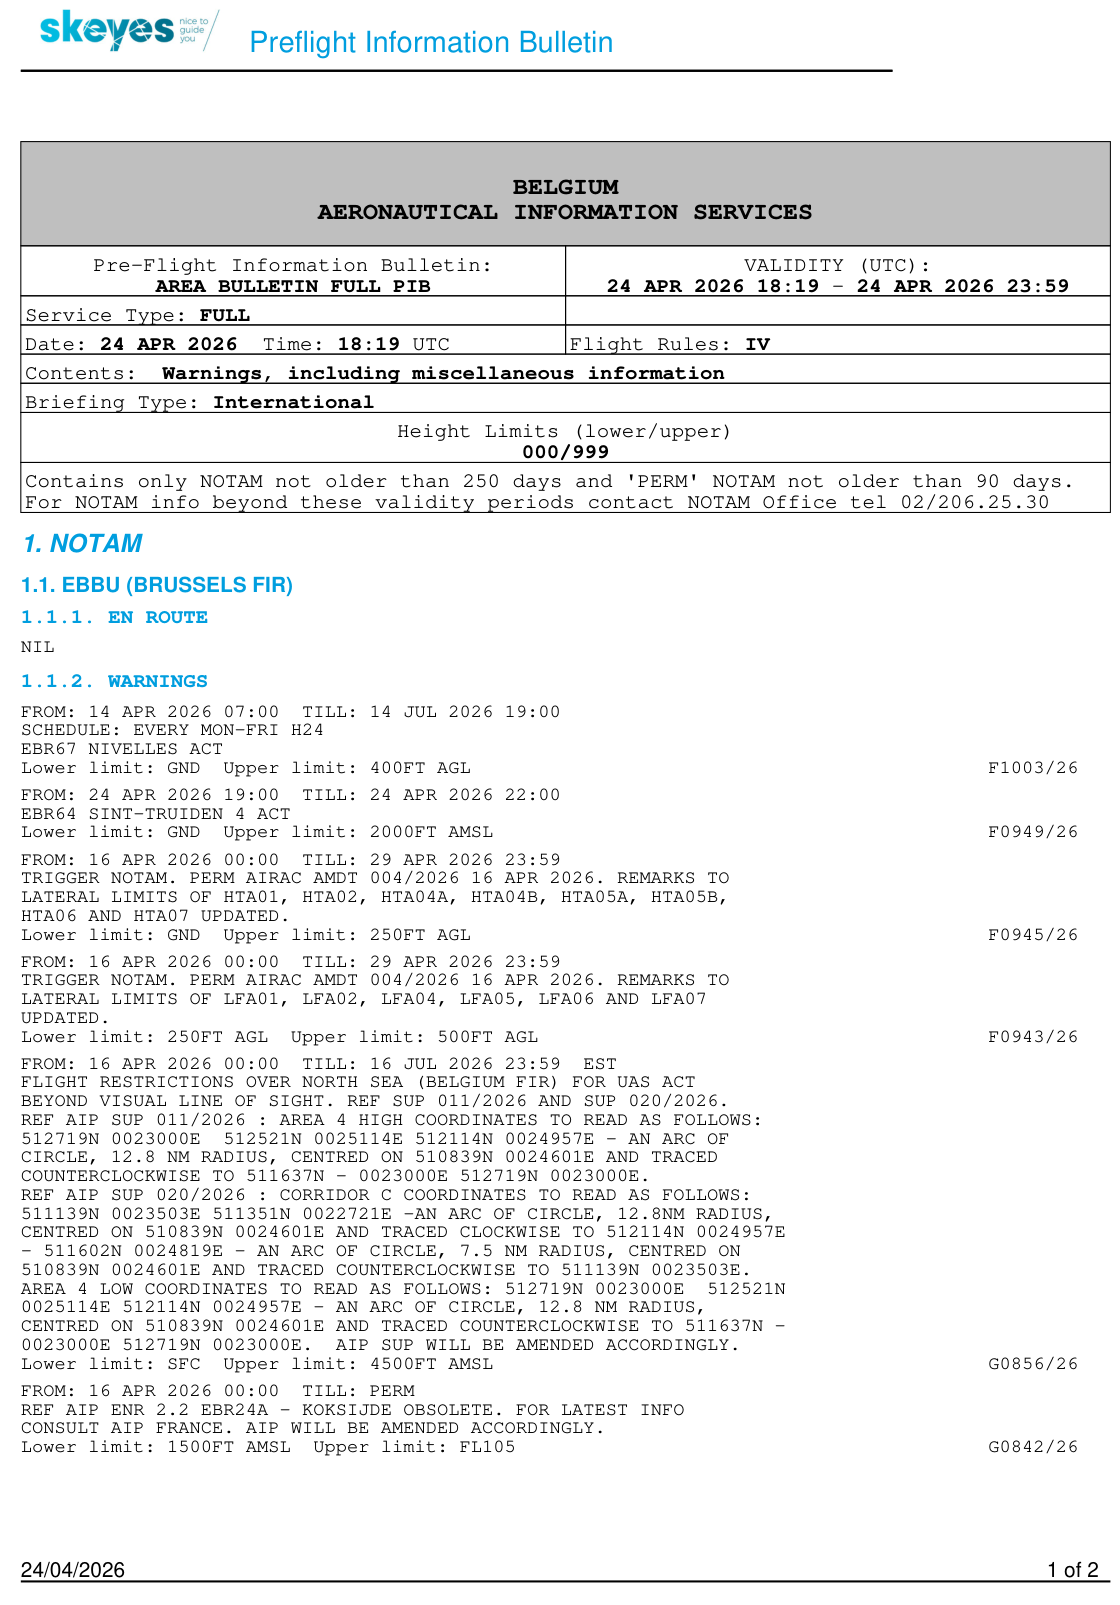 skeyes nice to guide you
Preflight Information Bulletin
BELGIUM
AERONAUTICAL INFORMATION SERVICES
Pre-Flight Information Bulletin:
AREA BULLETIN FULL PIB
VALIDITY (UTC):
24 APR 2026 18:19 - 24 APR 2026 23:59
Service Type: FULL
Date: 24 APR 2026  Time: 18:19 UTC
Flight Rules: IV
Contents:  Warnings, including miscellaneous information
Briefing Type: International
Height Limits (lower/upper)
000/999
Contains only NOTAM not older than 250 days and 'PERM' NOTAM not older than 90 days.
For NOTAM info beyond these validity periods contact NOTAM Office tel 02/206.25.30
1. NOTAM
1.1. EBBU (BRUSSELS FIR)
1.1.1. EN ROUTE
NIL
1.1.2. WARNINGS
FROM: 14 APR 2026 07:00  TILL: 14 JUL 2026 19:00
SCHEDULE: EVERY MON-FRI H24
EBR67 NIVELLES ACT
Lower limit: GND  Upper limit: 400FT AGL F1003/26
FROM: 24 APR 2026 19:00  TILL: 24 APR 2026 22:00
EBR64 SINT-TRUIDEN 4 ACT
Lower limit: GND  Upper limit: 2000FT AMSL F0949/26
FROM: 16 APR 2026 00:00  TILL: 29 APR 2026 23:59
TRIGGER NOTAM. PERM AIRAC AMDT 004/2026 16 APR 2026. REMARKS TO
LATERAL LIMITS OF HTA01, HTA02, HTA04A, HTA04B, HTA05A, HTA05B,
HTA06 AND HTA07 UPDATED.
Lower limit: GND  Upper limit: 250FT AGL F0945/26
FROM: 16 APR 2026 00:00  TILL: 29 APR 2026 23:59
TRIGGER NOTAM. PERM AIRAC AMDT 004/2026 16 APR 2026. REMARKS TO
LATERAL LIMITS OF LFA01, LFA02, LFA04, LFA05, LFA06 AND LFA07
UPDATED.
Lower limit: 250FT AGL  Upper limit: 500FT AGL F0943/26
FROM: 16 APR 2026 00:00  TILL: 16 JUL 2026 23:59  EST
FLIGHT RESTRICTIONS OVER NORTH SEA (BELGIUM FIR) FOR UAS ACT
BEYOND VISUAL LINE OF SIGHT. REF SUP 011/2026 AND SUP 020/2026.
REF AIP SUP 011/2026 : AREA 4 HIGH COORDINATES TO READ AS FOLLOWS:
512719N 0023000E  512521N 0025114E 512114N 0024957E - AN ARC OF
CIRCLE, 12.8 NM RADIUS, CENTRED ON 510839N 0024601E AND TRACED
COUNTERCLOCKWISE TO 511637N - 0023000E 512719N 0023000E.
REF AIP SUP 020/2026 : CORRIDOR C COORDINATES TO READ AS FOLLOWS:
511139N 0023503E 511351N 0022721E -AN ARC OF CIRCLE, 12.8NM RADIUS,
CENTRED ON 510839N 0024601E AND TRACED CLOCKWISE TO 512114N 0024957E
- 511602N 0024819E - AN ARC OF CIRCLE, 7.5 NM RADIUS, CENTRED ON
510839N 0024601E AND TRACED COUNTERCLOCKWISE TO 511139N 0023503E.
AREA 4 LOW COORDINATES TO READ AS FOLLOWS: 512719N 0023000E  512521N
0025114E 512114N 0024957E - AN ARC OF CIRCLE, 12.8 NM RADIUS,
CENTRED ON 510839N 0024601E AND TRACED COUNTERCLOCKWISE TO 511637N -
0023000E 512719N 0023000E.  AIP SUP WILL BE AMENDED ACCORDINGLY.
Lower limit: SFC  Upper limit: 4500FT AMSL G0856/26
FROM: 16 APR 2026 00:00  TILL: PERM
REF AIP ENR 2.2 EBR24A - KOKSIJDE OBSOLETE. FOR LATEST INFO
CONSULT AIP FRANCE. AIP WILL BE AMENDED ACCORDINGLY.
Lower limit: 1500FT AMSL  Upper limit: FL105 G0842/26
24/04/2026 1 of 2